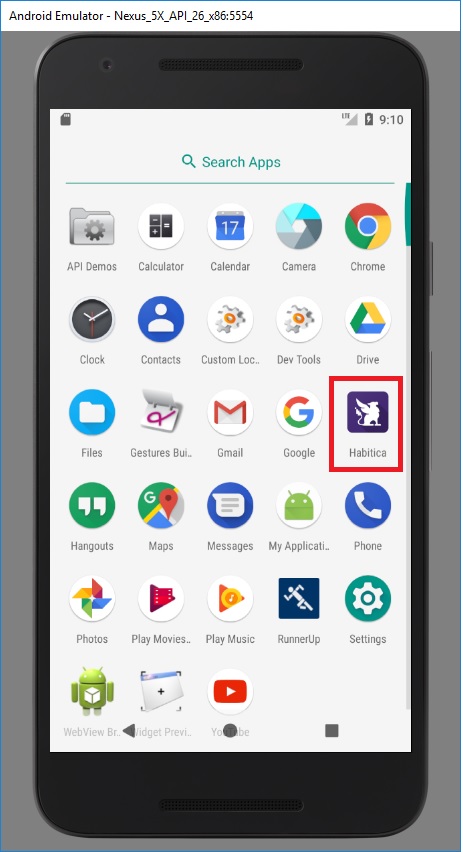 Android Emulator - Nexus_5X_API_26_x86:5554
LTE 9:10
Search Apps
API Demos Calculator Calendar Camera Chrome
17
Clock Contacts Custom Loc.. Dev Tools Drive
Files Gestures Bui.. Gmail Google Habitica
Hangouts Maps Messages My Applicati.. Phone
Photos Play Movies.. Play Music RunnerUp Settings
WebView Br.. Widget Previ.. YouTube